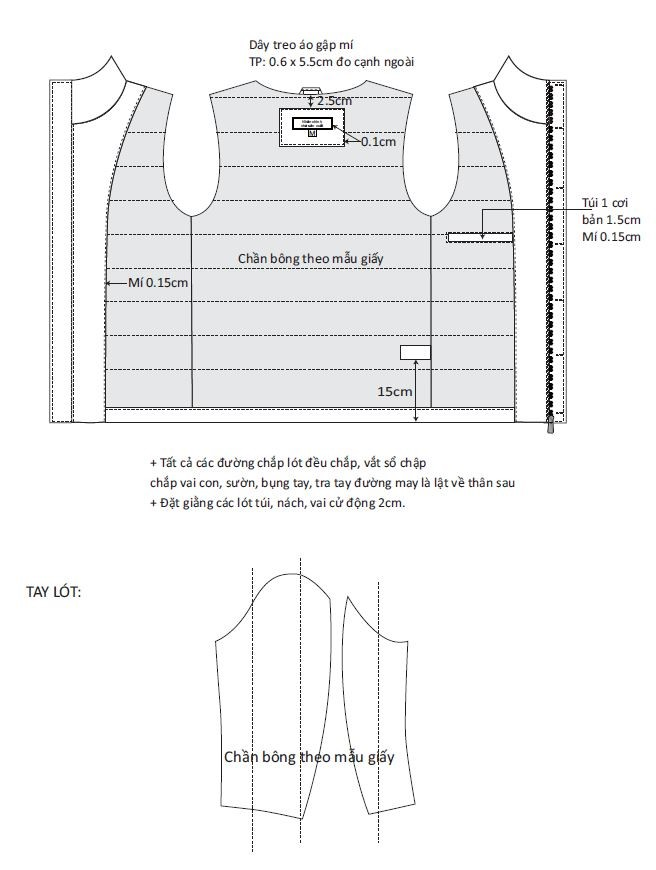 Dây treo áo gập mí
TP: 0.6 x 5.5cm đo cạnh ngoài
2.5cm
M
0.1cm
Túi 1 cơi
bản 1.5cm
Mí 0.15cm
Chần bông theo mẫu giấy
Mí 0.15cm
15cm
+ Tất cả các đường chắp lót đều chắp, vắt sổ chập
chắp vai con, sườn, bụng tay, tra tay đường may là lật về thân sau
+ Đặt giằng các lót túi, nách, vai cử động 2cm.
TAY LÓT:
Chần bông theo mẫu giấy